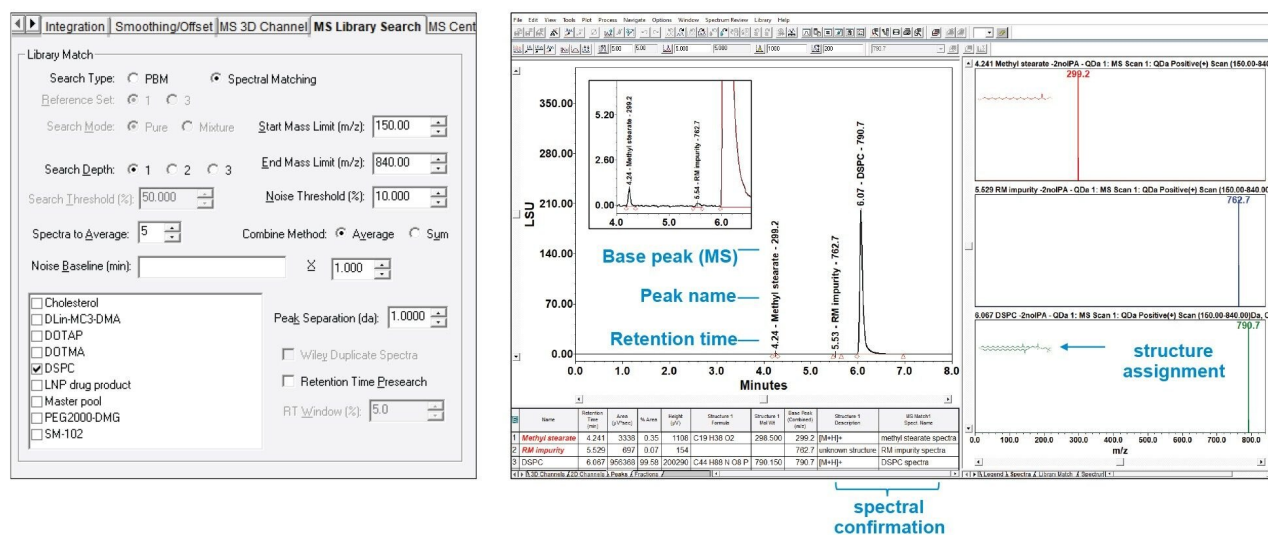 Integration Smoothing/Offset MS 3D Channel MS Library Search MS Cent
Library Match
Search Type: PBM Spectral Matching
Reference Set: 1 3
Search Mode: Pure Mixture Start Mass Limit (m/z): 150.00
Search Depth: 1 2 3 End Mass Limit (m/z): 840.00
Search Threshold (%): 50.000 Noise Threshold (%): 10.000
Spectra to Average: 5 Combine Method: Average Sum
Noise Baseline (min): 1.000
Cholesterol
DLin-MC3-DMA
DOTAP
DOTMA
DSPC
LNP drug product
Master pool
PEG2000-DMG
SM-102
Peak Separation (da): 1.0000
Wiley Duplicate Spectra
Retention Time Presearch
RT Window (%): 5.0
File Edit View Tools Plot Process Navigate Options Window Spectrum Review Library Help
LSU
350.00
280.00
210.00
140.00
70.00
0.00
5.20
2.60
0.00
4.0 5.0 6.0
4.24 - Methyl stearate - 299.2
5.54 - RM impurity - 762.7
4.24 - Methyl stearate - 299.2
5.53 - RM impurity - 762.7
6.07 - DSPC - 790.7
Base peak (MS)
Peak name
Retention time
0.0 1.0 2.0 3.0 4.0 5.0 6.0 7.0 8.0
Minutes
4.241 Methyl stearate -2nolPA - QDa 1: MS Scan 1: QDa Positive(+) Scan (150.00-840
299.2
5.529 RM impurity -2nolPA - QDa 1: MS Scan 1: QDa Positive(+) Scan (150.00-840.0
762.7
6.067 DSPC -2nolPA - QDa 1: MS Scan 1: QDa Positive(+) Scan (150.00-840.00)Da, C
790.7
structure
assignment
0.0 100.0 200.0 300.0 400.0 500.0 600.0 700.0 800.0
m/z
Name Retention Time (min) Area (µV*sec) % Area Height (µV) Structure 1 Formula Structure 1 Mol Wt Base Peak (Combined) (m/z) Structure 1 Description MS Match1 Spect. Name
1 Methyl stearate 4.241 3338 0.35 1108 C19 H38 O2 298.500 299.2 [M+H]+ methyl stearate spectra
2 RM impurity 5.529 697 0.07 154 762.7 unknown structure RM impurity spectra
3 DSPC 6.067 956368 99.58 200290 C44 H88 N O8 P 790.150 790.7 [M+H]+ DSPC spectra
3D Channels 2D Channels Peaks Fractions
Legend Spectra Library Match Spectrum
spectral
confirmation